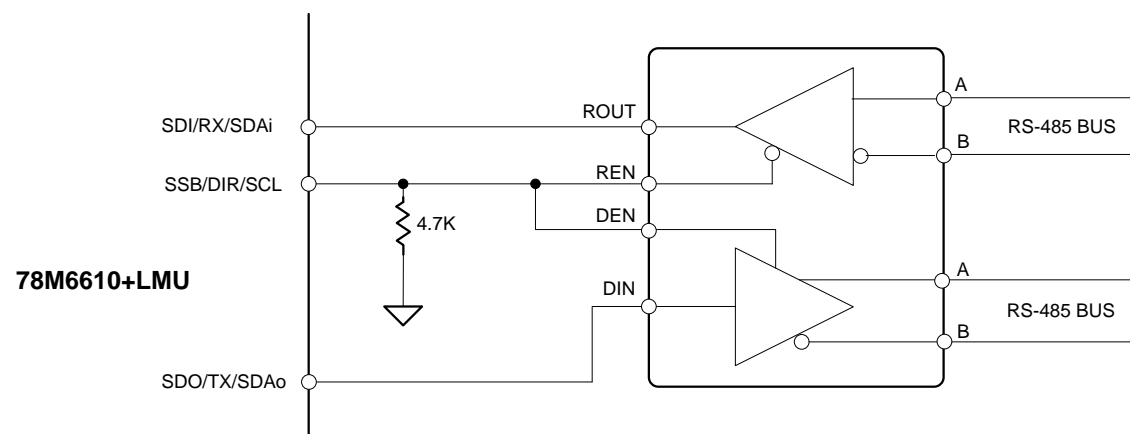 A
ROUT
SDI/RX/SDAi
RS-485 BUS
B
REN
SSB/DIR/SCL
DEN
4.7K
78M6610+LMU
A
DIN
RS-485 BUS
B
SDO/TX/SDAo